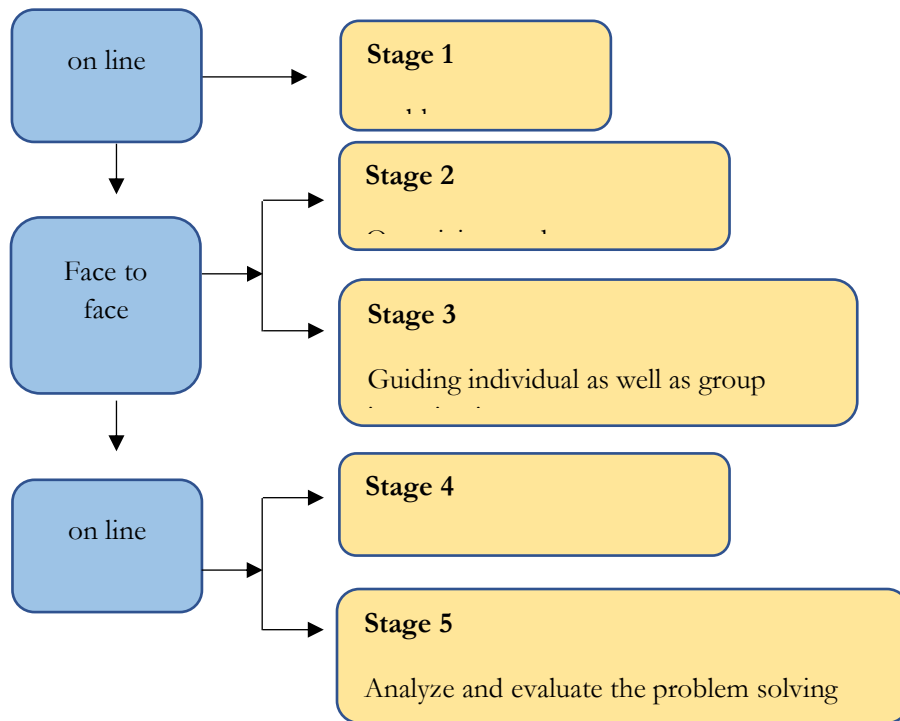 on line
Stage 1
Stage 2
Face to
face
Stage 3
Guiding individual as well as group
on line
Stage 4
Stage 5
Analyze and evaluate the problem solving